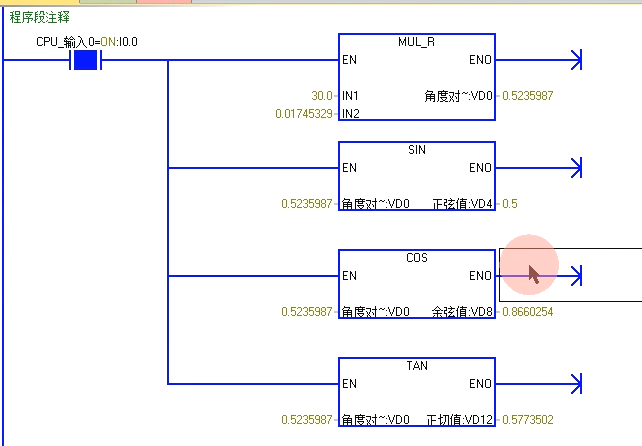 程序段注释
CPU_输入0=ON:I0.0
MUL_R
EN ENO
30.0 IN1 角度对~:VD0 0.5235987
0.01745329 IN2
SIN
EN ENO
0.5235987 角度对~:VD0 正弦值:VD4 0.5
COS
EN ENO
0.5235987 角度对~:VD0 余弦值:VD8 0.8660254
TAN
EN ENO
0.5235987 角度对~:VD0 正切值:VD12 0.5773502